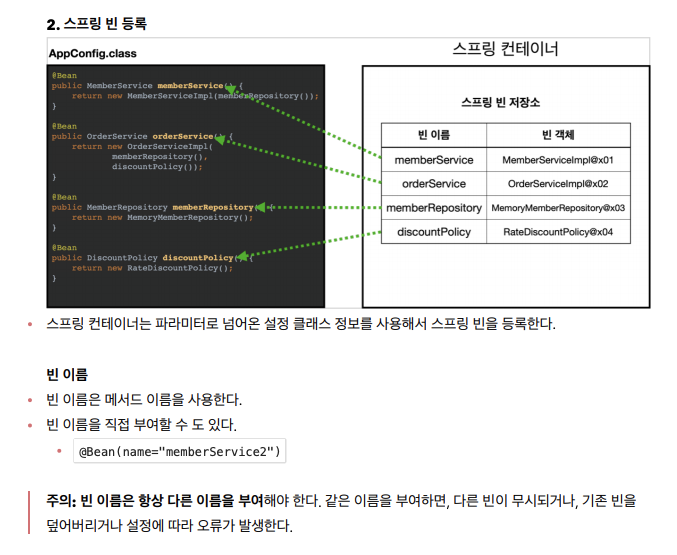 2. 스프링 빈 등록
AppConfig.class
@Bean
public MemberService memberService() {
return new MemberServiceImpl(memberRepository());
}
@Bean
public OrderService orderService() {
return new OrderServiceImpl(
memberRepository(),
discountPolicy());
}
@Bean
public MemberRepository memberRepository() {
return new MemoryMemberRepository();
}
@Bean
public DiscountPolicy discountPolicy() {
return new RateDiscountPolicy();
}
스프링 컨테이너
스프링 빈 저장소
빈 이름 빈 객체
memberService MemberServiceImpl@x01
orderService OrderServiceImpl@x02
memberRepository MemoryMemberRepository@x03
discountPolicy RateDiscountPolicy@x04
• 스프링 컨테이너는 파라미터로 넘어온 설정 클래스 정보를 사용해서 스프링 빈을 등록한다.
빈 이름
• 빈 이름은 메서드 이름을 사용한다.
• 빈 이름을 직접 부여할 수 도 있다.
• @Bean(name="memberService2")
주의: 빈 이름은 항상 다른 이름을 부여해야 한다. 같은 이름을 부여하면, 다른 빈이 무시되거나, 기존 빈을
덮어버리거나 설정에 따라 오류가 발생한다.